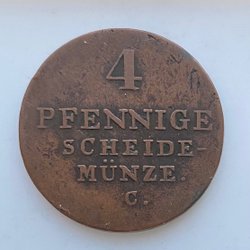 4
PFENNIGE
SCHEIDE-
MÜNZE.
C.